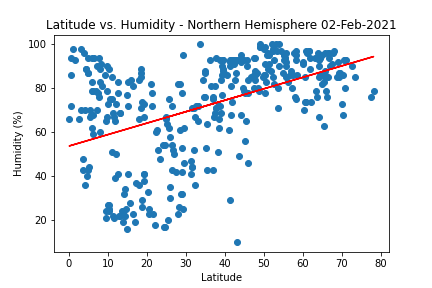 Latitude vs. Humidity - Northern Hemisphere 02-Feb-2021
100
80
60
40
20
Humidity (%)
0 10 20 30 40 50 60 70 80
Latitude